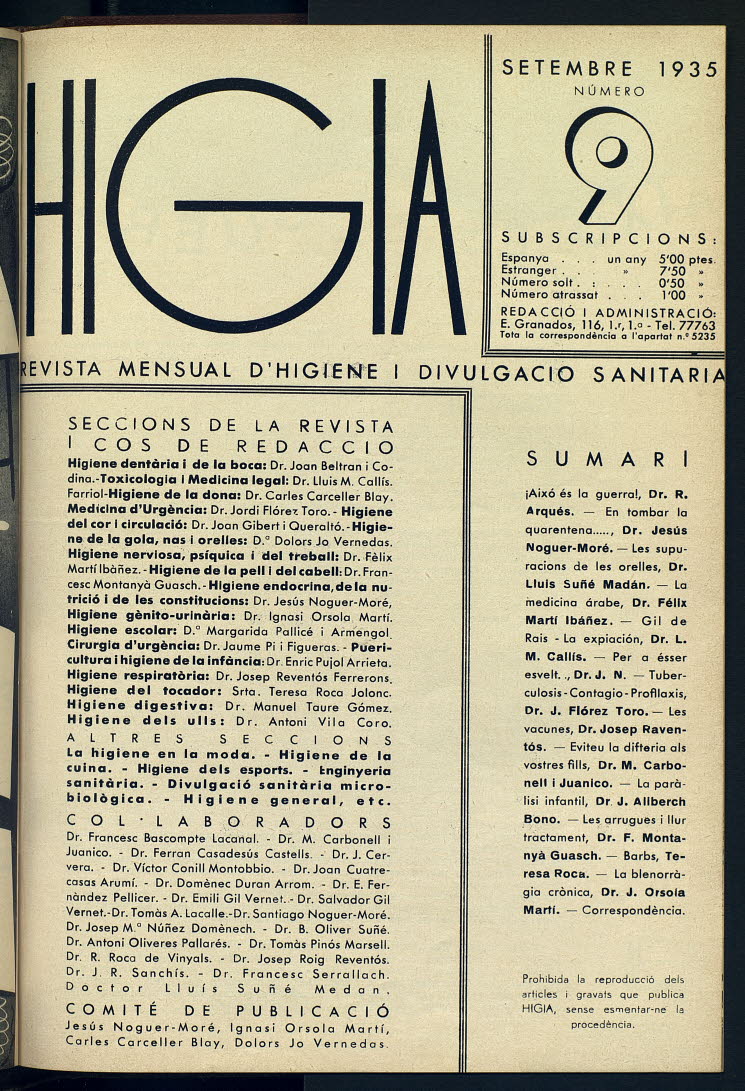 HIGIA
SETEMBRE 1935
NÚMERO
9
SUBSCRIPCIONS:
Espanya . . . un any 5'00 ptes.
Estranger . . » 7'50 »
Número solt . : . . . 0'50 »
Número atrassat . . . 1'00 »
REDACCIÓ I ADMINISTRACIÓ:
E. Granados, 116, 1.r, 1.a - Tel. 77763
Tota la correspondència a l'apartat n.º 5235
REVISTA MENSUAL D'HIGIENE I DIVULGACIO SANITARIA
SECCIONS DE LA REVISTA
I COS DE REDACCIO
Higiene dentària i de la boca: Dr. Joan Beltran i Co-
dina.-Toxicologia i Medicina legal: Dr. Lluis M. Callís.
Farriol-Higiene de la dona: Dr. Carles Carceller Blay.
Medicina d'Urgència: Dr. Jordi Flórez Toro. - Higiene
del cor i circulació: Dr. Joan Gibert i Queraltó. - Higie-
ne de la gola, nas i orelles: D.ª Dolors Jo Vernedas.
Higiene nerviosa, psíquica i del treball: Dr. Fèlix
Martí Ibàñez. - Higiene de la pell i del cabell: Dr. Fran-
cesc Montanyà Guasch. - Higiene endocrina, de la nu-
trició i de les constitucions: Dr. Jesús Noguer-Moré,
Higiene gènito-urinària: Dr. Ignasi Orsola Martí.
Higiene escolar: D.ª Margarida Pallicé i Armengol.
Cirurgia d'urgència: Dr. Jaume Pi i Figueras. - Pueri-
cultura i higiene de la infància: Dr. Enric Pujol Arrieta.
Higiene respiratòria: Dr. Josep Reventós Ferrerons.
Higiene del tocador: Srta. Teresa Roca Jolonc.
Higiene digestiva: Dr. Manuel Taure Gómez.
Higiene dels ulls: Dr. Antoni Vila Coro.
ALTRES SECCIONS
La higiene en la moda. - Higiene de la
cuina. - Higiene dels esports. - Enginyeria
sanitària. - Divulgació sanitària micro-
biològica. - Higiene general, etc.
COL·LABORADORS
Dr. Francesc Bascompte Lacanal. - Dr. M. Carbonell i
Juanico. - Dr. Ferran Casadesús Castells. - Dr. J. Cer-
vera. - Dr. Víctor Conill Montobbio. - Dr. Joan Cuatre-
casas Arumí. - Dr. Domènec Duran Arrom. - Dr. E. Fer-
nàndez Pellicer. - Dr. Emili Gil Vernet. - Dr. Salvador Gil
Vernet.-Dr. Tomàs A. Lacalle.-Dr. Santiago Noguer-Moré.
Dr. Josep M.ª Núñez Domènech. - Dr. B. Oliver Suñé.
Dr. Antoni Oliveres Pallarés. - Dr. Tomàs Pinós Marsell.
Dr. R. Roca de Vinyals. - Dr. Josep Roig Reventós.
Dr. J. R. Sanchís. - Dr. Francesc Serrallach.
Doctor Lluís Suñé Medan.
COMITÉ DE PUBLICACIÓ
Jesús Noguer-Moré, Ignasi Orsola Martí,
Carles Carceller Blay, Dolors Jo Vernedas.
SUMARI
¡Aixó és la guerra!, Dr. R.
Arqués. — En tombar la
quarentena....., Dr. Jesús
Noguer-Moré. — Les supu-
racions de les orelles, Dr.
Lluis Suñé Madán. — La
medicina árabe, Dr. Félix
Martí Ibáñez. — Gil de
Rais - La expiación, Dr. L.
M. Callís. — Per a ésser
esvelt.., Dr. J. N. — Tuber-
culosis - Contagio - Profilaxis,
Dr. J. Flórez Toro. — Les
vacunes, Dr. Josep Raven-
tós. — Eviteu la difteria als
vostres fills, Dr. M. Carbo-
nell i Juanico. — La parà-
lisi infantil, Dr. J. Allberch
Bono. — Les arrugues i llur
tractament, Dr. F. Monta-
nyà Guasch. — Barbs, Te-
resa Roca. — La blenorrà-
gia crònica, Dr. J. Orsola
Martí. — Correspondència.
Prohibida la reproducció dels
articles i gravats que publica
HIGIA, sense esmentar-ne la
procedència.